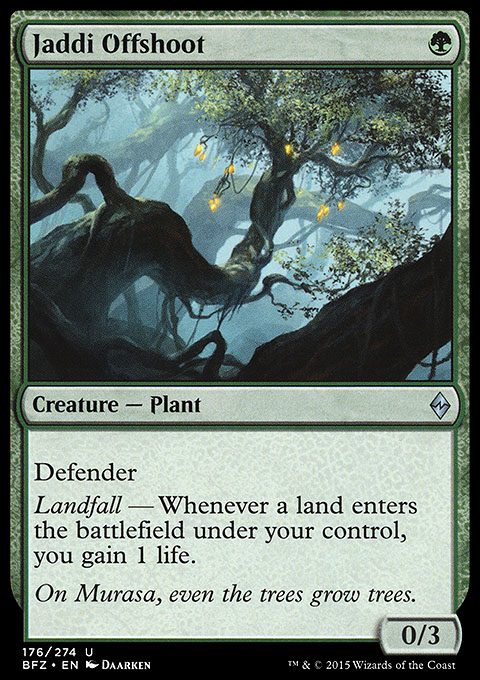 Jaddi Offshoot
Creature — Plant
Defender
Landfall — Whenever a land enters
the battlefield under your control,
you gain 1 life.
On Murasa, even the trees grow trees.
0/3
176/274 U
BFZ • EN Daarken
™ & © 2015 Wizards of the Coast